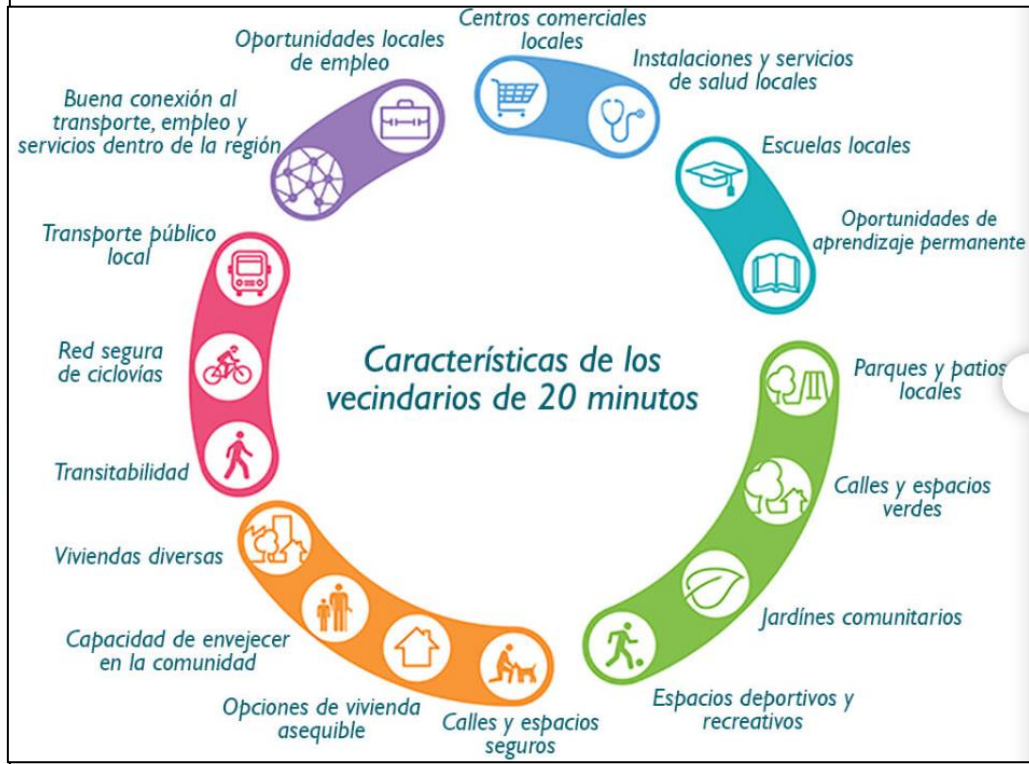 Centros comerciales
locales
Instalaciones y servicios
de salud locales
Escuelas locales
Oportunidades de
aprendizaje permanente
Parques y patios
locales
Calles y espacios
verdes
Jardínes comunitarios
Espacios deportivos y
recreativos
Calles y espacios
seguros
Opciones de vivienda
asequible
Capacidad de envejecer
en la comunidad
Viviendas diversas
Transitabilidad
Red segura
de ciclovías
Transporte público
local
Buena conexión al
transporte, empleo y
servicios dentro de la región
Oportunidades locales
de empleo
Características de los
vecindarios de 20 minutos